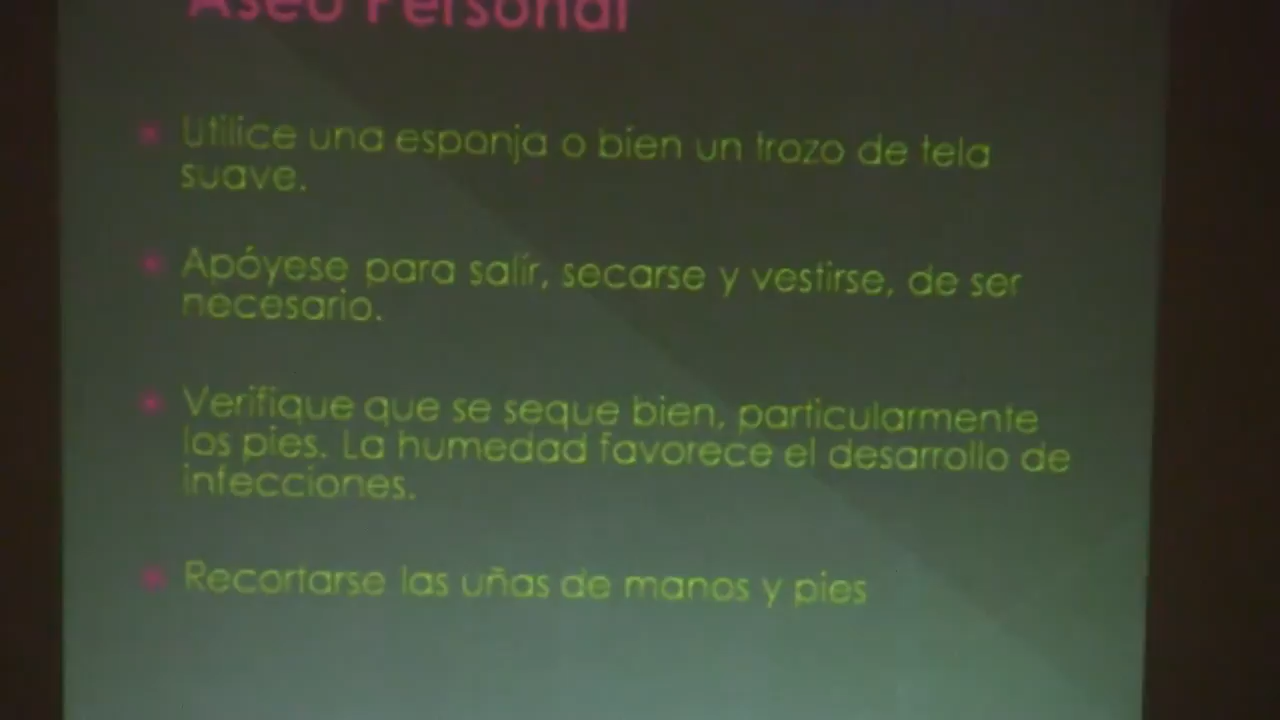 Aseo Personal
Utilice una esponja o bien un trozo de tela
suave.
Apóyese para salir, secarse y vestirse, de ser
necesario.
Verifique que se seque bien, particularmente
los pies. La humedad favorece el desarrollo de
infecciones.
Recortarse las uñas de manos y pies